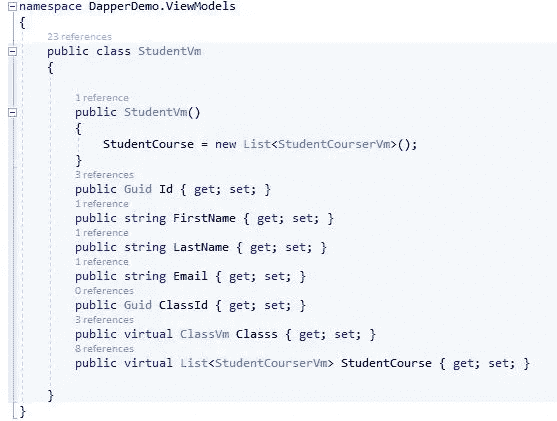 namespace DapperDemo.ViewModels
{
23 references
public class StudentVm
{
1 reference
public StudentVm()
{
StudentCourse = new List<StudentCourserVm>();
}
3 references
public Guid Id { get; set; }
1 reference
public string FirstName { get; set; }
1 reference
public string LastName { get; set; }
1 reference
public string Email { get; set; }
0 references
public Guid ClassId { get; set; }
3 references
public virtual ClassVm Classs { get; set; }
8 references
public virtual List<StudentCourserVm> StudentCourse { get; set; }
}
}